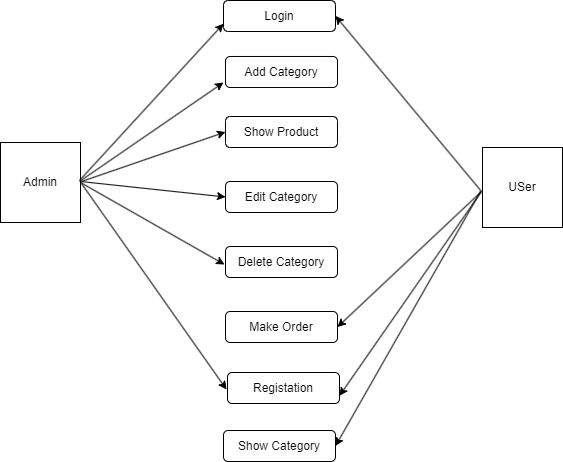 Login
Add Category
Show Product
Admin
Edit Category
USer
Delete Category
Make Order
Registation
Show Category